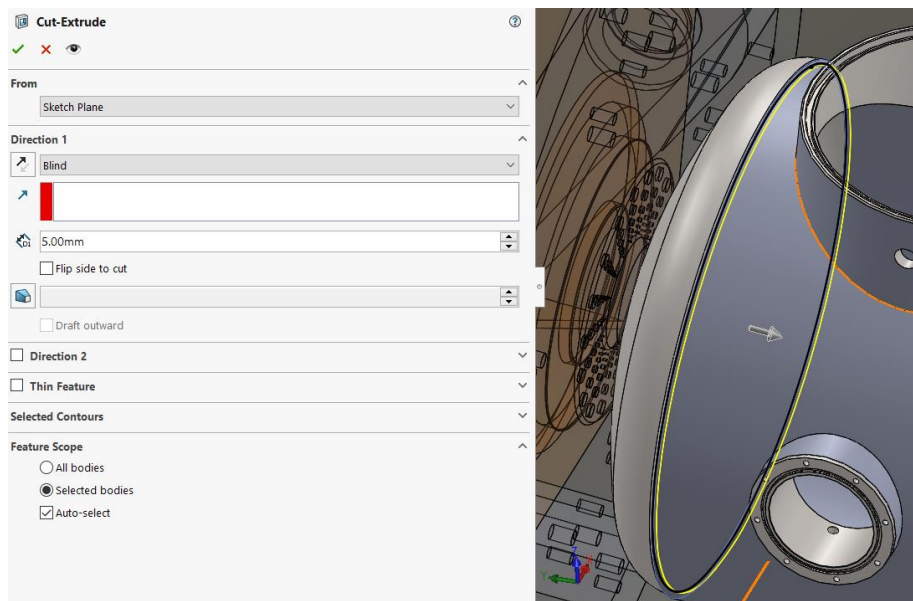 Cut-Extrude
From
Sketch Plane
Direction 1
Blind
D1
5.00mm
Flip side to cut
Draft outward
Direction 2
Thin Feature
Selected Contours
Feature Scope
All bodies
Selected bodies
Auto-select
Z
Y
X